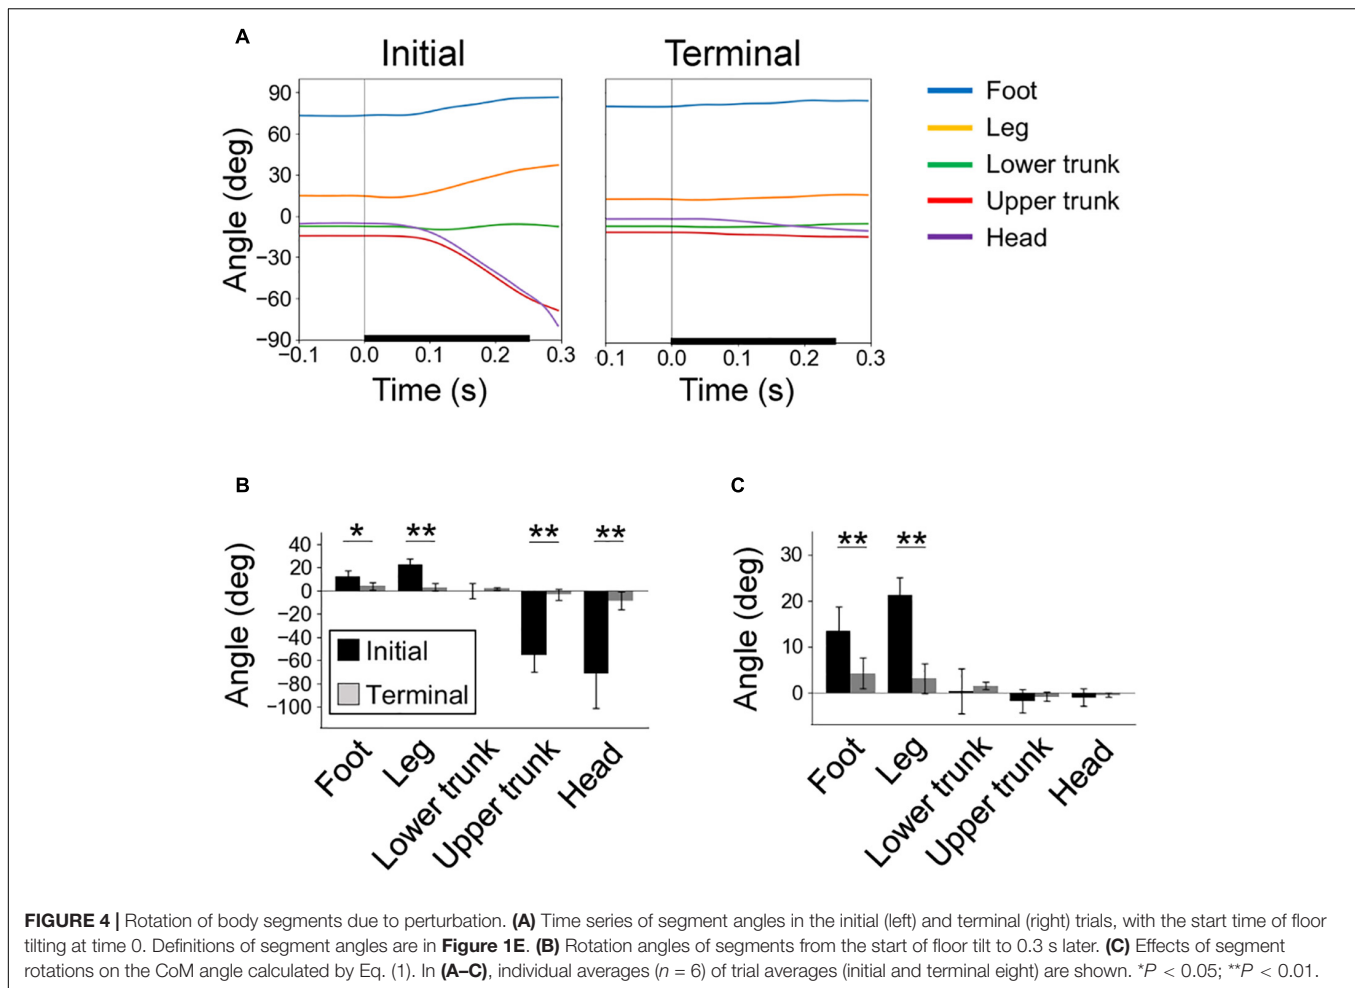 A
Initial
Terminal
90
60
30
0
−30
−60
−90
Angle (deg)
−0.1 0.0 0.1 0.2 0.3
Time (s)
0.1 0.0 0.1 0.2 0.3
Time (s)
Foot
Leg
Lower trunk
Upper trunk
Head
B
* ** ** **
40
20
0
−20
−40
−60
−80
−100
Angle (deg)
Initial
Terminal
Foot
Leg
Lower trunk
Upper trunk
Head
C
** **
30
20
10
0
Angle (deg)
Foot
Leg
Lower trunk
Upper trunk
Head
FIGURE 4 | Rotation of body segments due to perturbation. (A) Time series of segment angles in the initial (left) and terminal (right) trials, with the start time of floor
tilting at time 0. Definitions of segment angles are in Figure 1E. (B) Rotation angles of segments from the start of floor tilt to 0.3 s later. (C) Effects of segment
rotations on the CoM angle calculated by Eq. (1). In (A–C), individual averages (n = 6) of trial averages (initial and terminal eight) are shown. *P < 0.05; **P < 0.01.